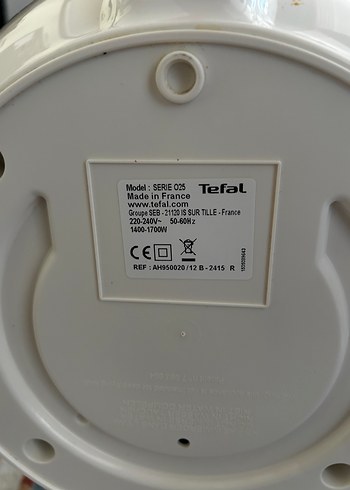 Model : SERIE O25 Tefal
Made in France
www.tefal.com
Groupe SEB - 21120 IS SUR TILLE - France
220-240V~ 50-60Hz
1400-1700W
CE
REF : AH950020 / 12 B - 2415 R